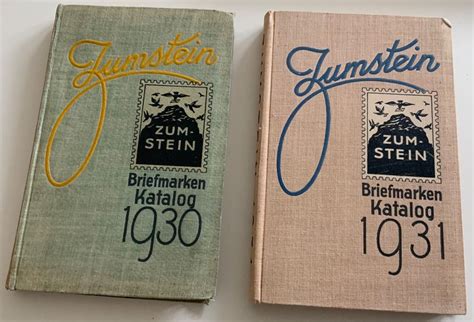 Zumstein
ZUM-
STEIN
Briefmarken
Katalog
1930
Zumstein
ZUM-
STEIN
Briefmarken
Katalog
1931